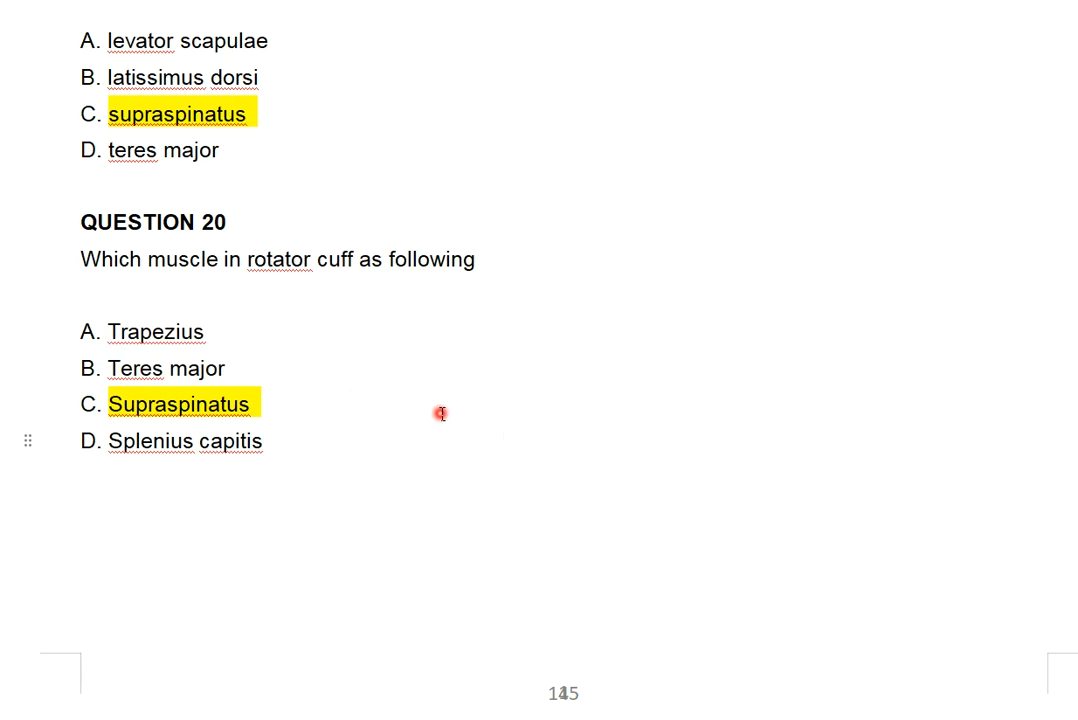 A. levator scapulae
B. latissimus dorsi
C. supraspinatus
D. teres major
QUESTION 20
Which muscle in rotator cuff as following
A. Trapezius
B. Teres major
C. Supraspinatus
D. Splenius capitis